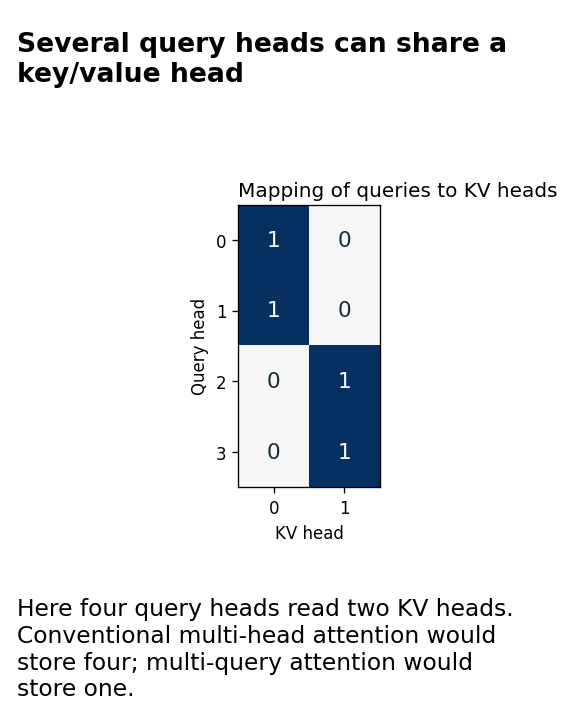 Several query heads can share a
key/value head
Mapping of queries to KV heads
0
1
0
1
1
0
Query head
2
0
1
3
0
1
0
1
KV head
Here four query heads read two KV heads.
Conventional multi-head attention would
store four; multi-query attention would
store one.